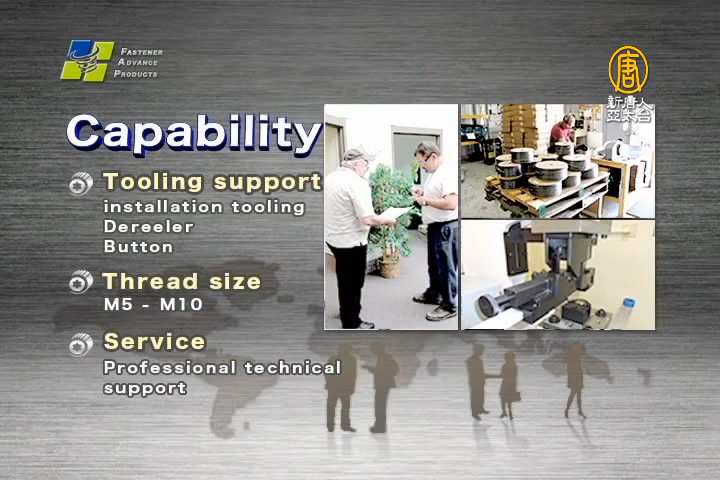 FASTENER
ADVANCE
PRODUCTS
唐
新唐人
亞太台
Capability
Tooling support
installation tooling
Dereeler
Button
Thread size
M5 - M10
Service
Professional technical
support